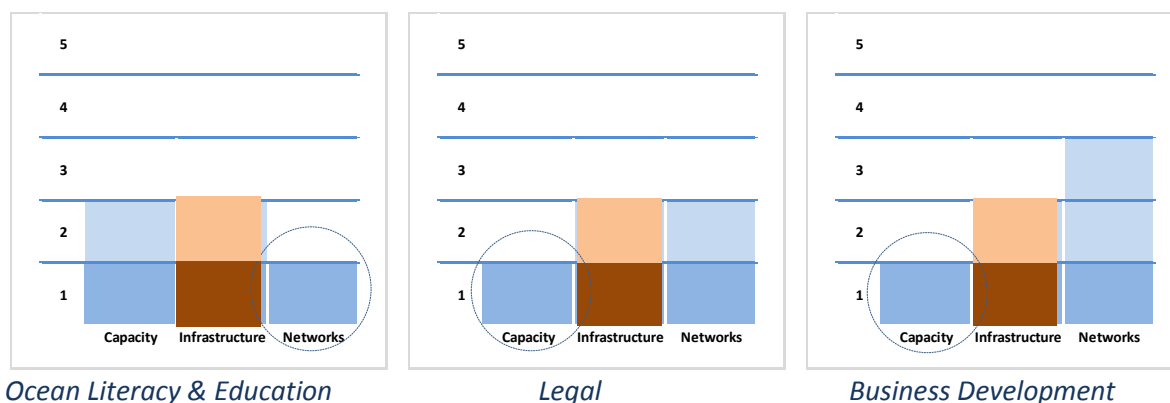 5
4
3
2
1
Capacity Infrastructure Networks
Ocean Literacy & Education
5
4
3
2
1
Capacity Infrastructure Networks
Legal
5
4
3
2
1
Capacity Infrastructure Networks
Business Development